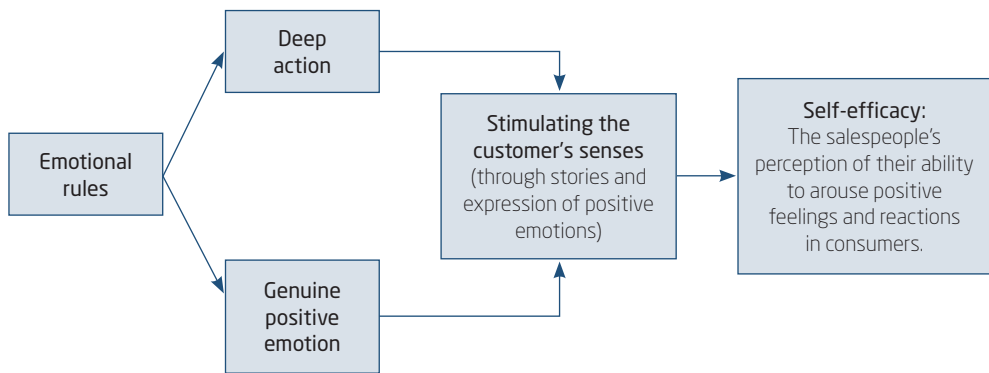 Emotional
rules
Deep
action
Genuine
positive
emotion
Stimulating the
customer's senses
(through stories and
expression of positive
emotions)
Self-efficacy:
The salespeople's
perception of their ability
to arouse positive
feelings and reactions
in consumers.